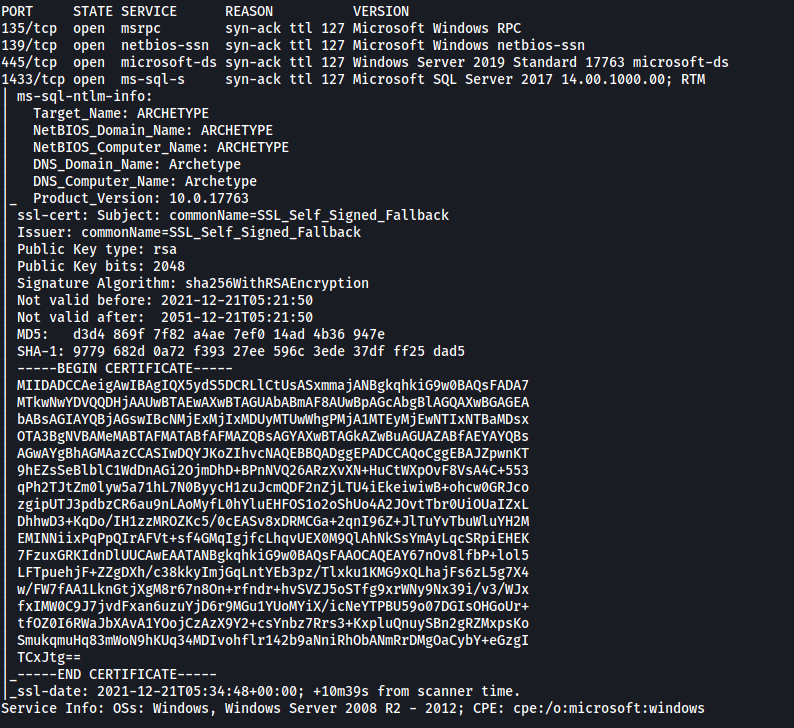 PORT     STATE SERVICE      REASON          VERSION
135/tcp  open  msrpc        syn-ack ttl 127 Microsoft Windows RPC
139/tcp  open  netbios-ssn  syn-ack ttl 127 Microsoft Windows netbios-ssn
445/tcp  open  microsoft-ds syn-ack ttl 127 Windows Server 2019 Standard 17763 microsoft-ds
1433/tcp open  ms-sql-s     syn-ack ttl 127 Microsoft SQL Server 2017 14.00.1000.00; RTM
| ms-sql-ntlm-info:
|   Target_Name: ARCHETYPE
|   NetBIOS_Domain_Name: ARCHETYPE
|   NetBIOS_Computer_Name: ARCHETYPE
|   DNS_Domain_Name: Archetype
|   DNS_Computer_Name: Archetype
|_  Product_Version: 10.0.17763
| ssl-cert: Subject: commonName=SSL_Self_Signed_Fallback
| Issuer: commonName=SSL_Self_Signed_Fallback
| Public Key type: rsa
| Public Key bits: 2048
| Signature Algorithm: sha256WithRSAEncryption
| Not valid before: 2021-12-21T05:21:50
| Not valid after:  2051-12-21T05:21:50
| MD5:   d3d4 869f 7f82 a4ae 7ef0 14ad 4b36 947e
| SHA-1: 9779 682d 0a72 f393 27ee 596c 3ede 37df ff25 dad5
| -----BEGIN CERTIFICATE-----
| MIIDADCCAeigAwIBAgIQX5ydS5DCRLlCtUsASxmmajANBgkqhkiG9w0BAQsFADA7
| MTkwNwYDVQQDHjAAUwBTAEwAXwBTAGUAbABmAF8AUwBpAGcAbgBlAGQAXwBGAGEA
| bABsAGIAYQBjAGswIBcNMjExMjIxMDUyMTUwWhgPMjA1MTEyMjEwNTIxNTBaMDsx
| OTA3BgNVBAMeMABTAFMATABfAFMAZQBsAGYAXwBTAGkAZwBuAGUAZABfAEYAYQBs
| AGwAYgBhAGMAazCCASIwDQYJKoZIhvcNAQEBBQADggEPADCCAQoCggEBAJZpwnKT
| 9hEZsSeBlblC1WdDnAGi2OjmDhD+BPnNVQ26ARzXvXN+HuCtWXpOvF8VsA4C+553
| qPh2TJtZm0lyw5a71hL7N0ByycH1zuJcmQDF2nZjLTU4iEkeiwiwB+ohcw0GRJco
| zgipUTJ3pdbzCR6au9nLAoMyfL0hYluEHFOS1o2oShUo4A2JOvtTbr0UiOUaIZxL
| DhhwD3+KqDo/IH1zzMROZKc5/0cEASv8xDRMCGa+2qnI96Z+JlTuYvTbuWluYH2M
| EMINNiixPqPpQIrAFVt+sf4GMqIgjfcLhqvUEX0M9QlAhNkSsYmAyLqcSRpiEHEK
| 7FzuxGRKIdnDlUUCAwEAATANBgkqhkiG9w0BAQsFAAOCAQEAY67nOv8lfbP+lol5
| LFTpuehjF+ZZgDXh/c38kkyImjGqLntYEb3pz/Tlxku1KMG9xQLhajFs6zL5g7X4
| w/FW7fAA1LknGtjXgM8r67n8On+rfndr+hvSVZJ5oSTfg9xrWNy9Nx39i/v3/WJx
| fxIMW0C9J7jvdFxan6uzuYjD6r9MGu1YUoMYiX/icNeYTPBU59o07DGIsOHGoUr+
| tfOZ0I6RWaJbXAvA1YOojCzAzX9Y2+csYnbz7Rrs3+KxpluQnuySBn2gRZMxpsKo
| SmukqmuHq83mWoN9hKUq34MDIvohflr142b9aNniRhObANmRrDMgOaCybY+eGzgI
| TCxJtg==
|_-----END CERTIFICATE-----
|_ssl-date: 2021-12-21T05:34:48+00:00; +10m39s from scanner time.
Service Info: OSs: Windows, Windows Server 2008 R2 - 2012; CPE: cpe:/o:microsoft:windows